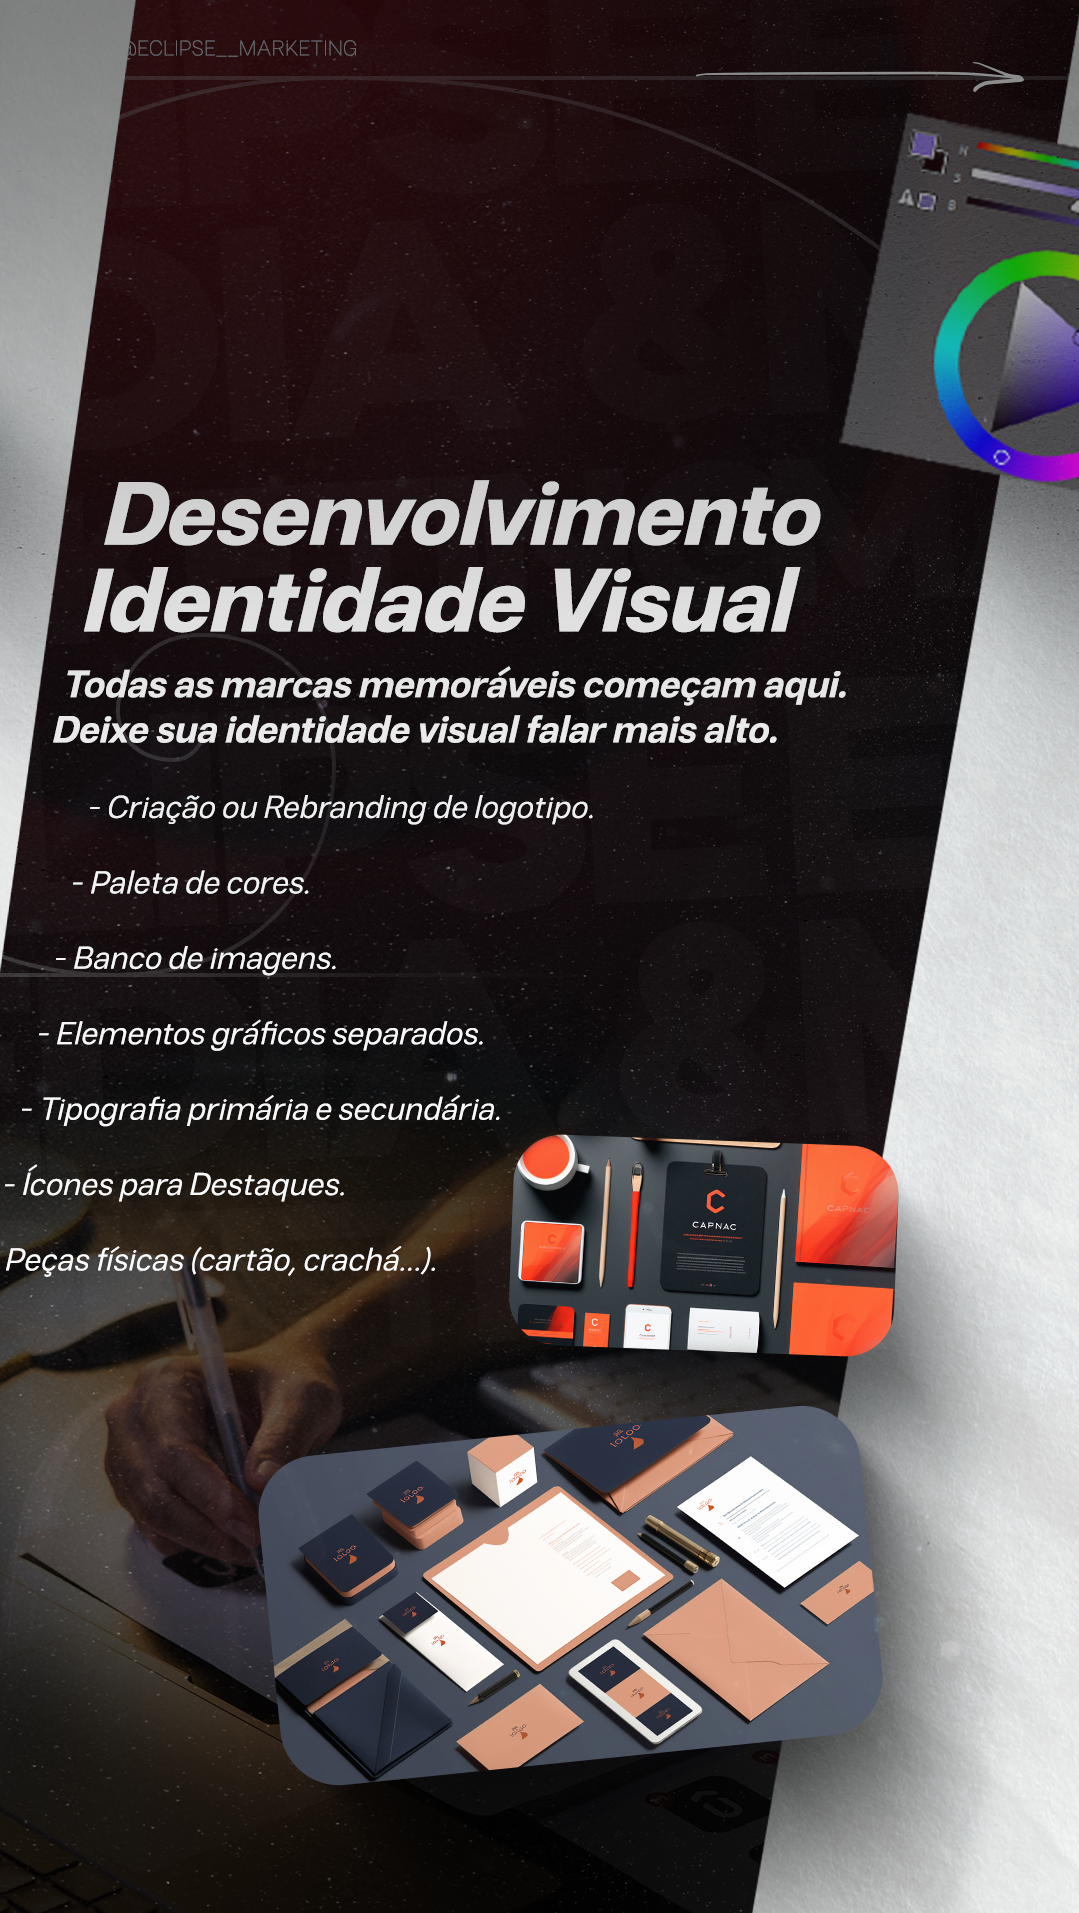 @ECLIPSE__MARKETING
H
S
A
B
Desenvolvimento
Identidade Visual
Todas as marcas memoráveis começam aqui.
Deixe sua identidade visual falar mais alto.
- Criação ou Rebranding de logotipo.
- Paleta de cores.
- Banco de imagens.
- Elementos gráficos separados.
- Tipografia primária e secundária.
- Ícones para Destaques.
Peças físicas (cartão, crachá...).
CAPNAC
CAPNAC